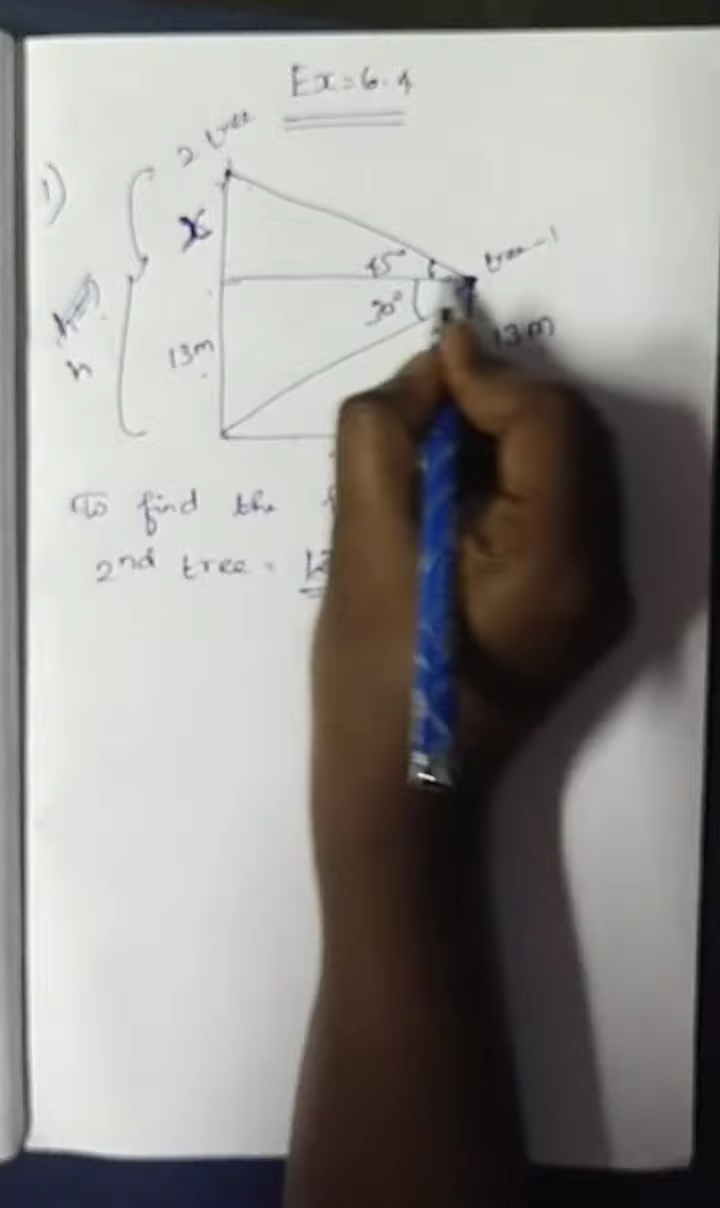 Ex=6.4
1)
2 tree
x
45°
tree-1
30°
13m
13m
h
To find the
2nd tree =